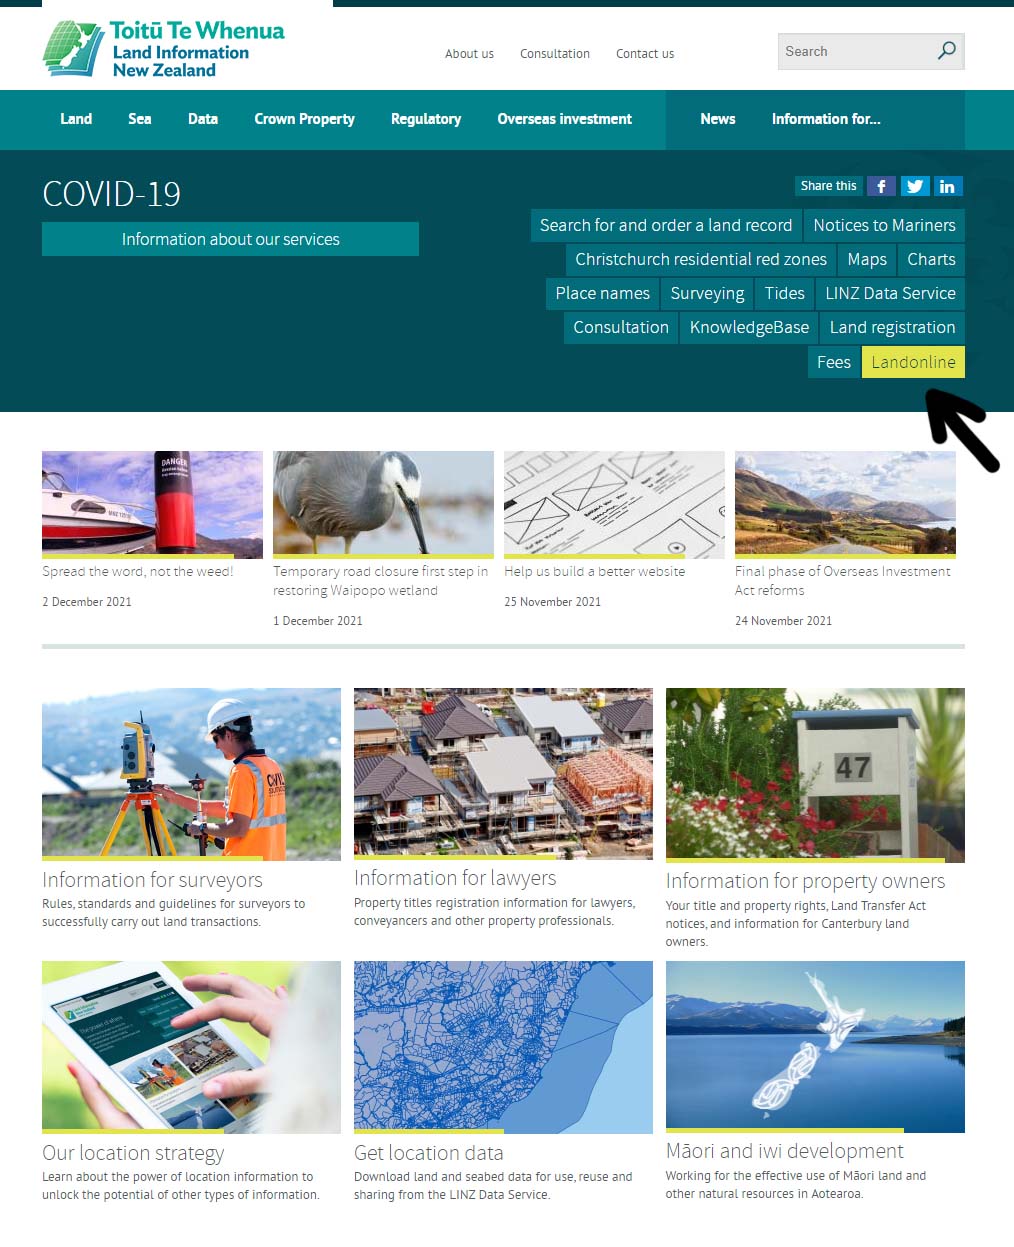 Toitū Te Whenua
Land Information
New Zealand
About us
Consultation
Contact us
Search
Land
Sea
Data
Crown Property
Regulatory
Overseas investment
News
Information for...
COVID-19
Information about our services
Share this
Search for and order a land record
Notices to Mariners
Christchurch residential red zones
Maps
Charts
Place names
Surveying
Tides
LINZ Data Service
Consultation
KnowledgeBase
Land registration
Fees
Landonline
DANGER
Spread the word, not the weed!
2 December 2021
Temporary road closure first step in
restoring Waipopo wetland
1 December 2021
Help us build a better website
25 November 2021
Final phase of Overseas Investment
Act reforms
24 November 2021
CIVIL
47
Information for surveyors
Rules, standards and guidelines for surveyors to
successfully carry out land transactions.
Information for lawyers
Property titles registration information for lawyers,
conveyancers and other property professionals.
Information for property owners
Your title and property rights, Land Transfer Act
notices, and information for Canterbury land
owners.
Our location strategy
Learn about the power of location information to
unlock the potential of other types of information.
Get location data
Download land and seabed data for use, reuse and
sharing from the LINZ Data Service.
Māori and iwi development
Working for the effective use of Māori land and
other natural resources in Aotearoa.